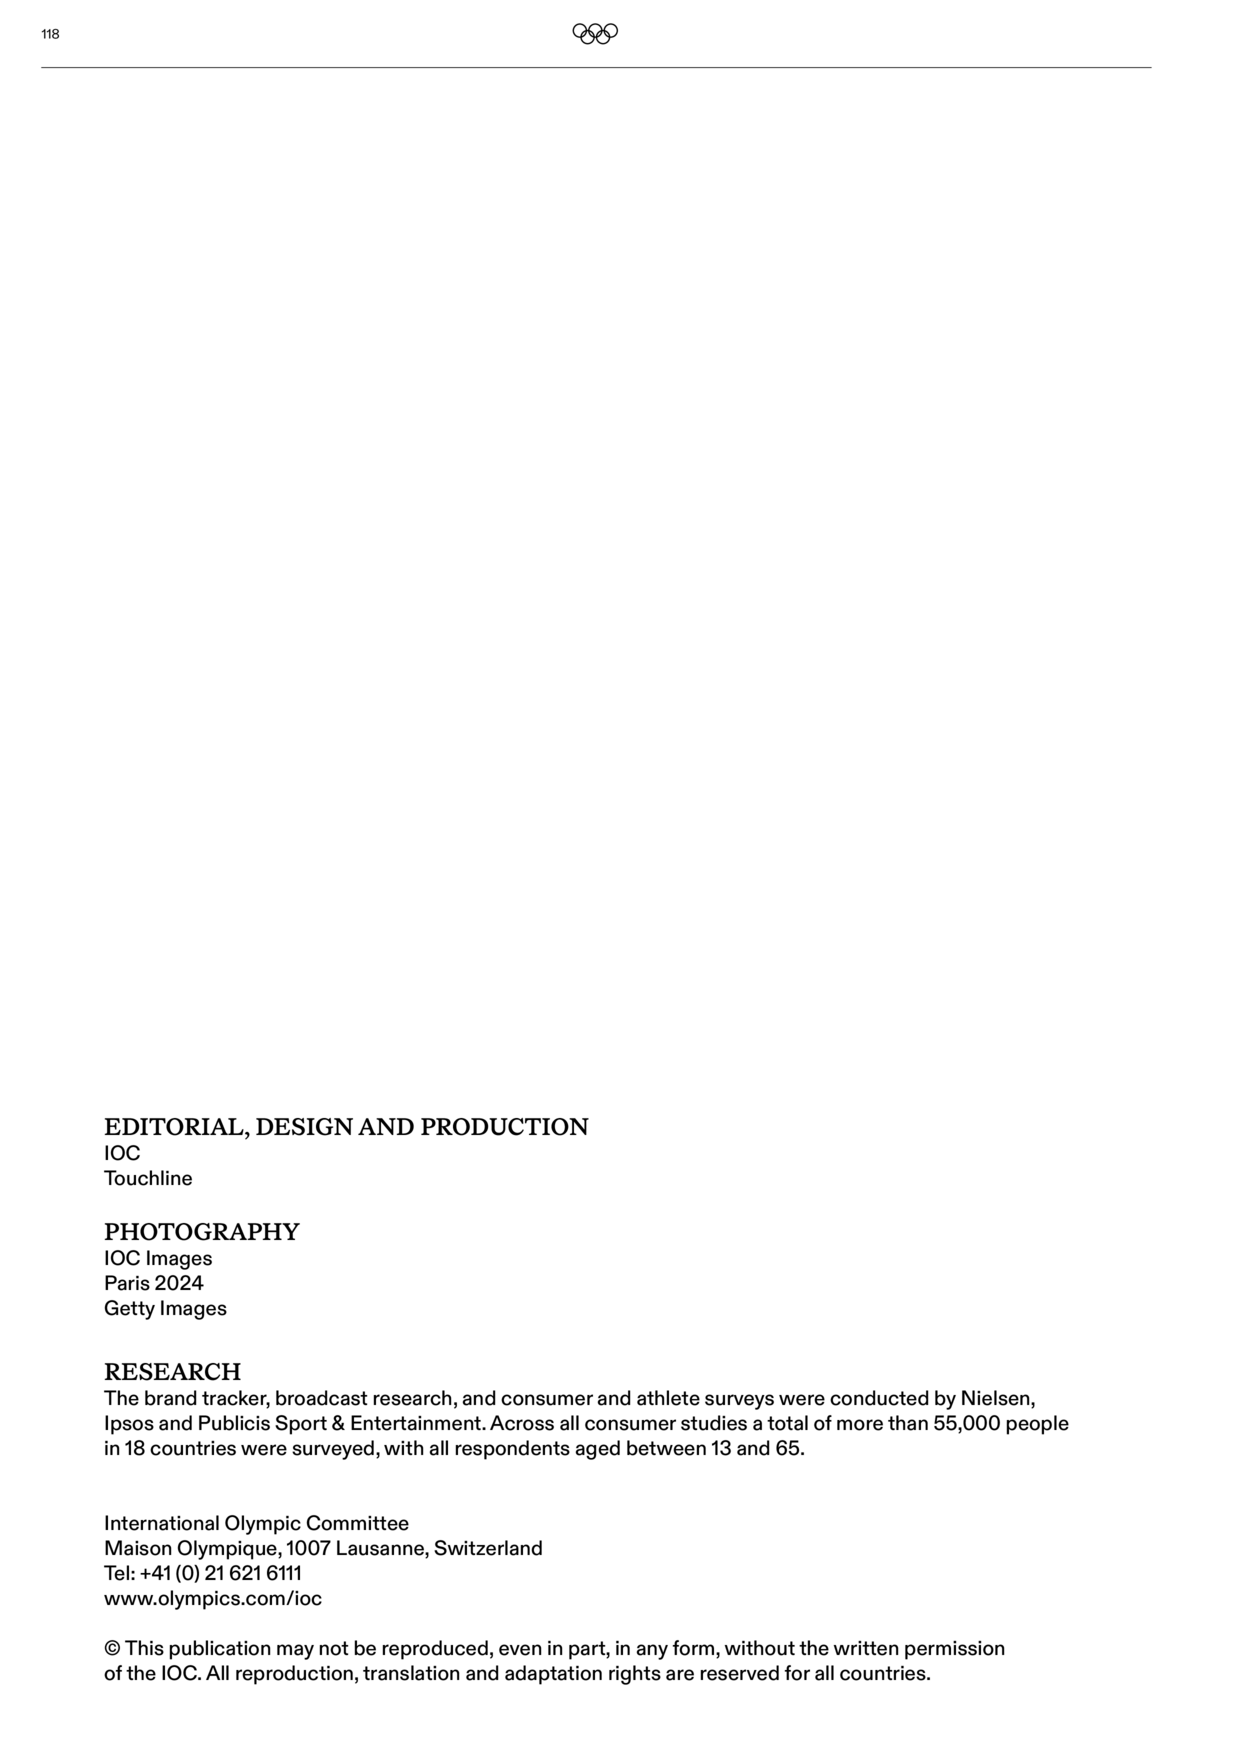 118
EDITORIAL, DESIGN AND PRODUCTION
IOC
Touchline
PHOTOGRAPHY
IOC Images
Paris 2024
Getty Images
RESEARCH
The brand tracker, broadcast research, and consumer and athlete surveys were conducted by Nielsen,
Ipsos and Publicis Sport & Entertainment. Across all consumer studies a total of more than 55,000 people
in 18 countries were surveyed, with all respondents aged between 13 and 65.
International Olympic Committee
Maison Olympique, 1007 Lausanne, Switzerland
Tel: +41 (0) 21 621 6111
www.olympics.com/ioc
© This publication may not be reproduced, even in part, in any form, without the written permission
of the IOC. All reproduction, translation and adaptation rights are reserved for all countries.